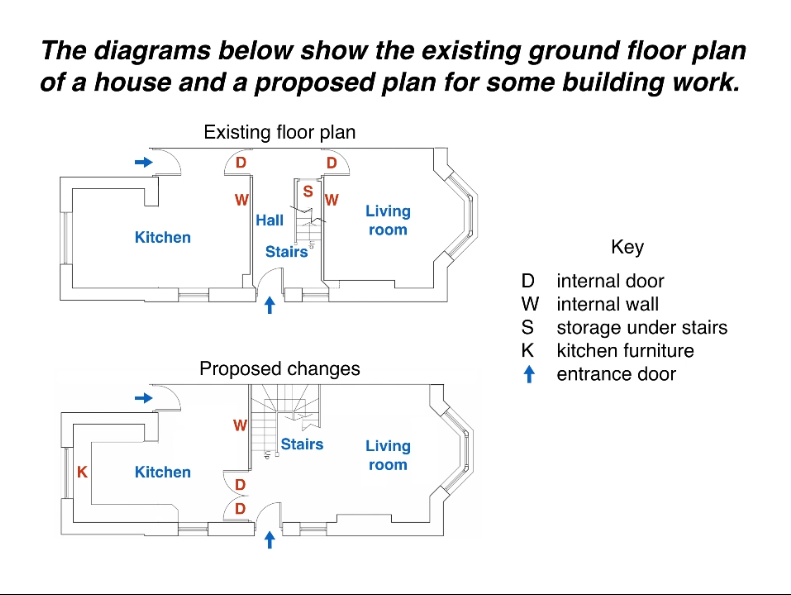 The diagrams below show the existing ground floor plan
of a house and a proposed plan for some building work.
Existing floor plan
D
D
W
S
W
Hall
Living
room
Kitchen
Stairs
Key
D internal door
W internal wall
S storage under stairs
K kitchen furniture
entrance door
Proposed changes
W
Stairs
Living
room
K
Kitchen
D
D